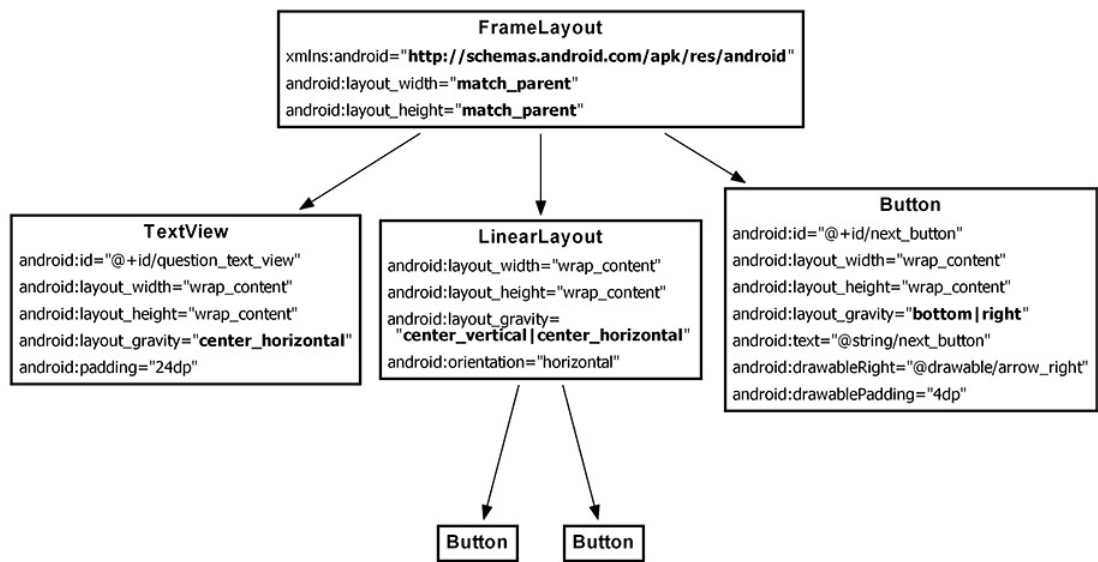 FrameLayout
xmlns:android="http://schemas.android.com/apk/res/android"
android:layout_width="match_parent"
android:layout_height="match_parent"
TextView
android:id="@+id/question_text_view"
android:layout_width="wrap_content"
android:layout_height="wrap_content"
android:layout_gravity="center_horizontal"
android:padding="24dp"
LinearLayout
android:layout_width="wrap_content"
android:layout_height="wrap_content"
android:layout_gravity=
"center_vertical|center_horizontal"
android:orientation="horizontal"
Button
android:id="@+id/next_button"
android:layout_width="wrap_content"
android:layout_height="wrap_content"
android:layout_gravity="bottom|right"
android:text="@string/next_button"
android:drawableRight="@drawable/arrow_right"
android:drawablePadding="4dp"
Button
Button